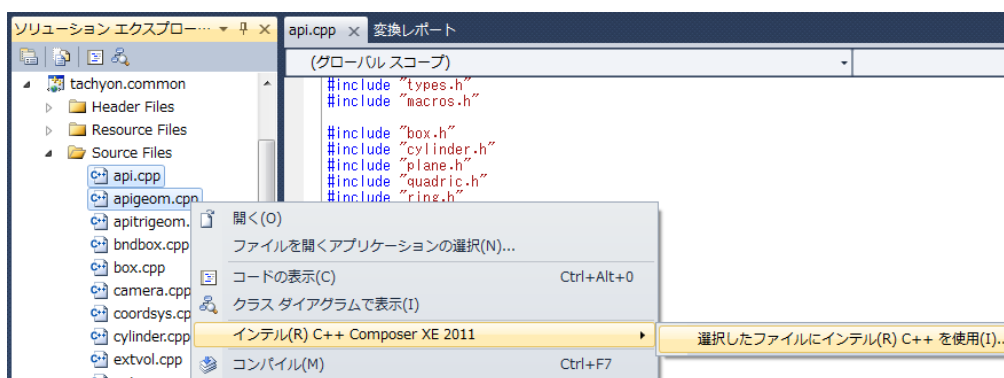 ソリューション エクスプロー…
api.cpp
変換レポート
(グローバル スコープ)
tachyon.common
Header Files
Resource Files
Source Files
api.cpp
apigeom.cpp
apitrigeom.
bndbox.cpp
box.cpp
camera.cpp
coordsys.cp
cylinder.cpp
extvol.cpp
#include "types.h"
#include "macros.h"
#include "box.h"
#include "cylinder.h"
#include "plane.h"
#include "quadric.h"
#include "ring.h"
開く(O)
ファイルを開くアプリケーションの選択(N)...
コードの表示(C) Ctrl+Alt+0
クラス ダイアグラムで表示(I)
インテル(R) C++ Composer XE 2011
コンパイル(M) Ctrl+F7
選択したファイルにインテル(R) C++ を使用(I)...